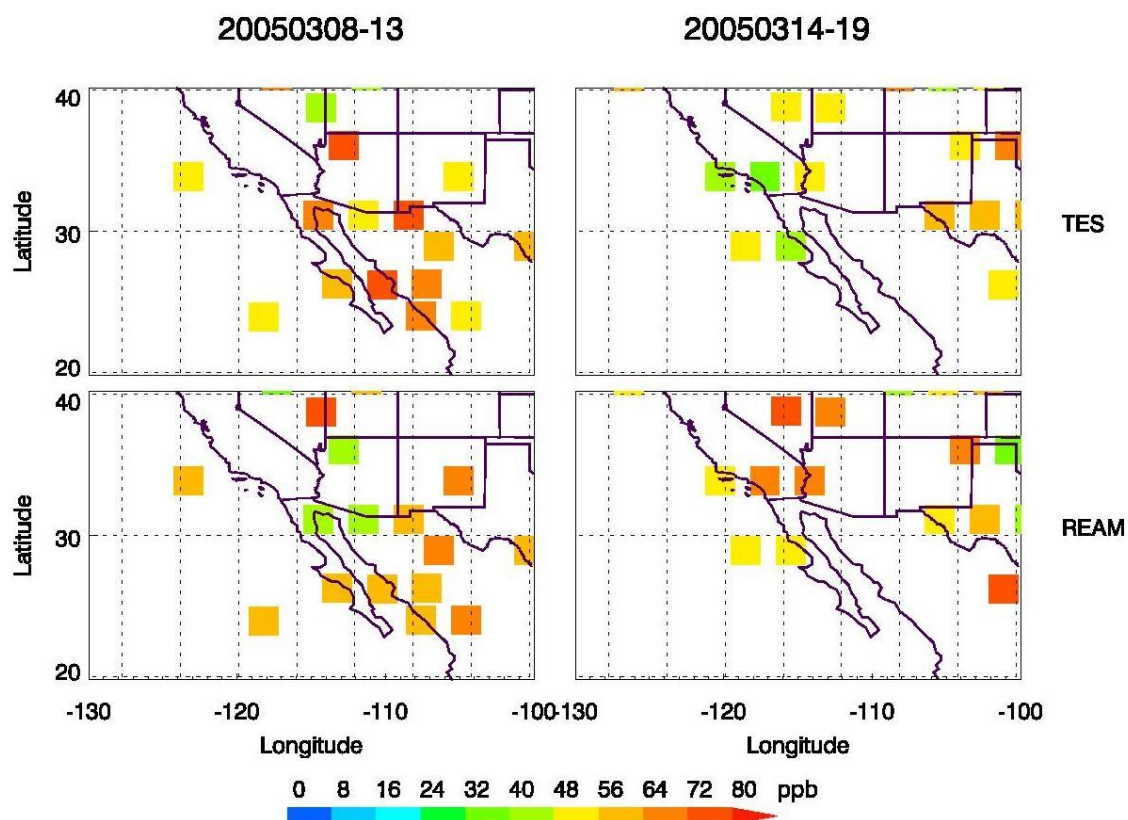 20050308-13 20050314-19
40
Latitude
30
20
TES
40
Latitude
30
20
REAM
-130 -120 -110 -100 -130 -120 -110 -100
Longitude Longitude
0 8 16 24 32 40 48 56 64 72 80 ppb